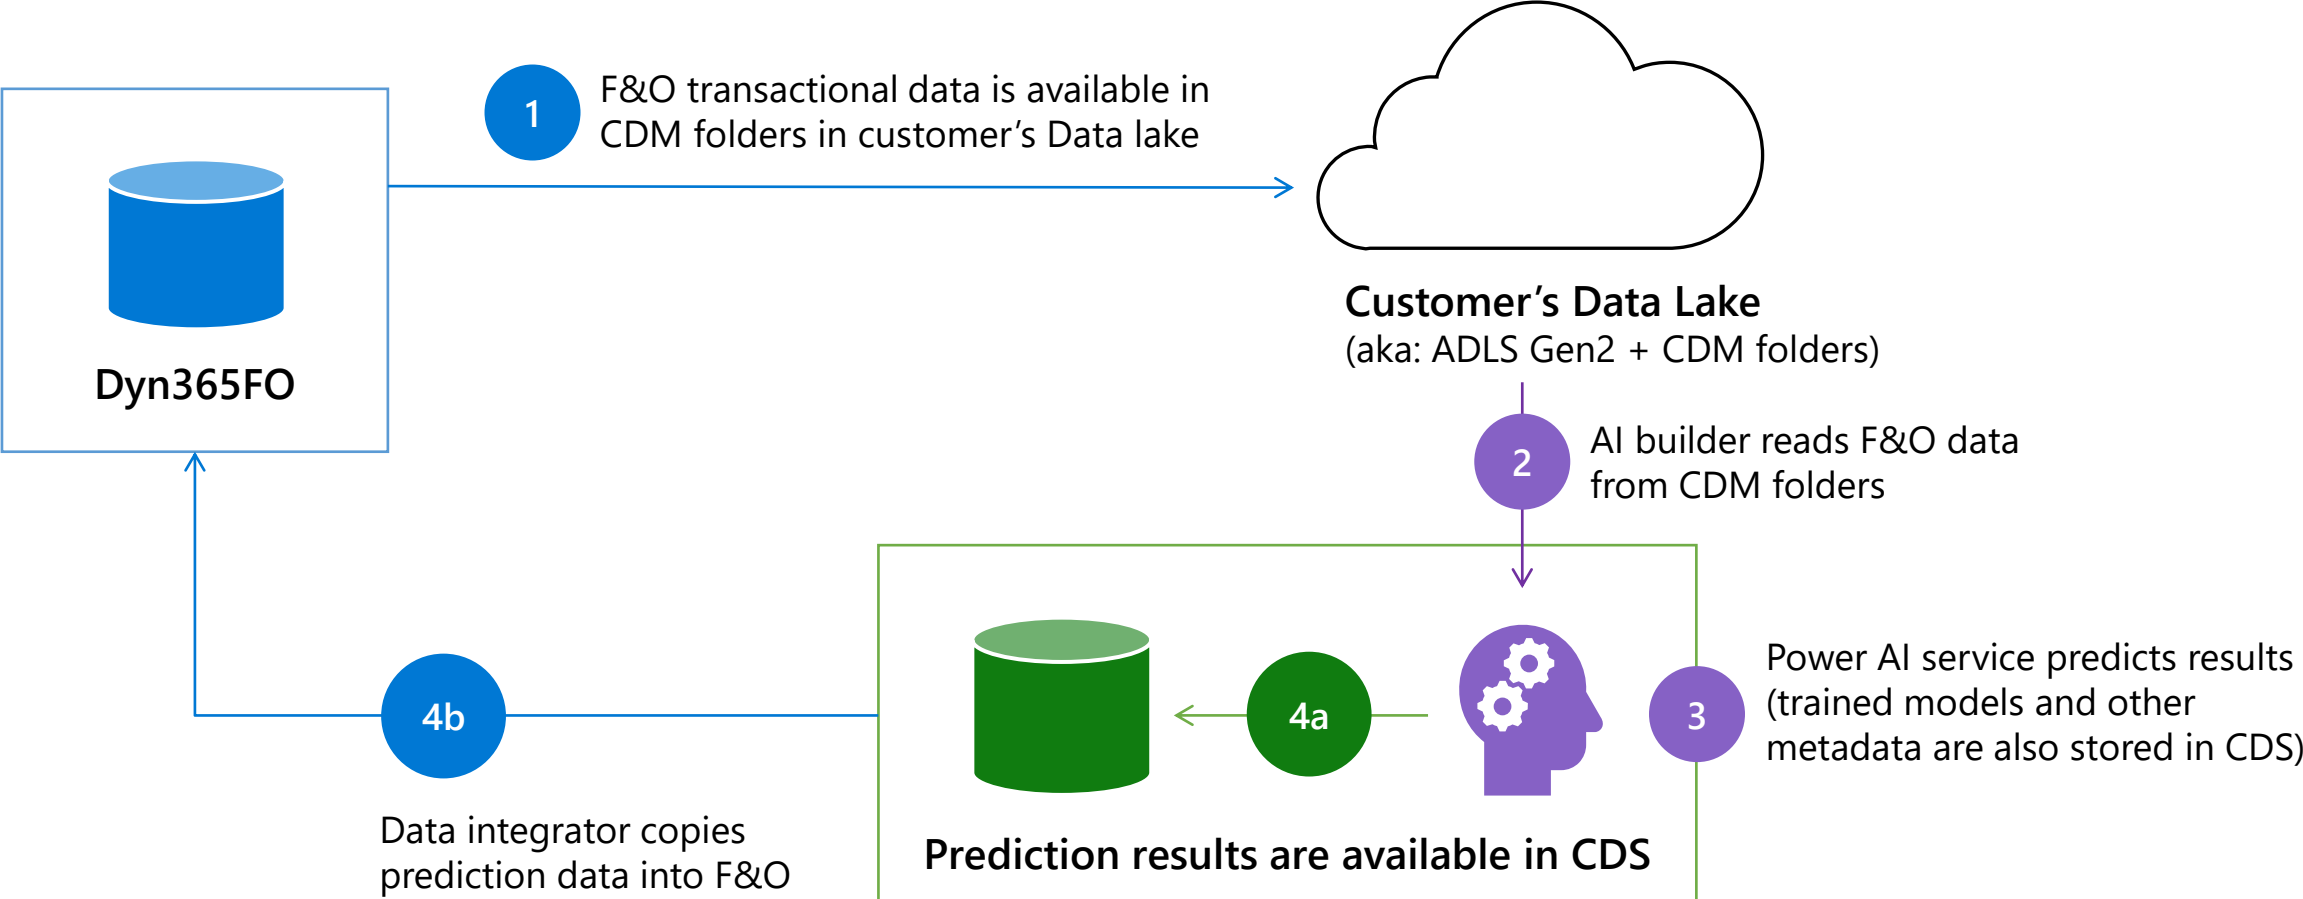 1
F&O transactional data is available in
CDM folders in customer’s Data lake
Dyn365FO
Customer’s Data Lake
(aka: ADLS Gen2 + CDM folders)
2
AI builder reads F&O data
from CDM folders
3
Power AI service predicts results
(trained models and other
metadata are also stored in CDS)
4a
Prediction results are available in CDS
4b
Data integrator copies
prediction data into F&O